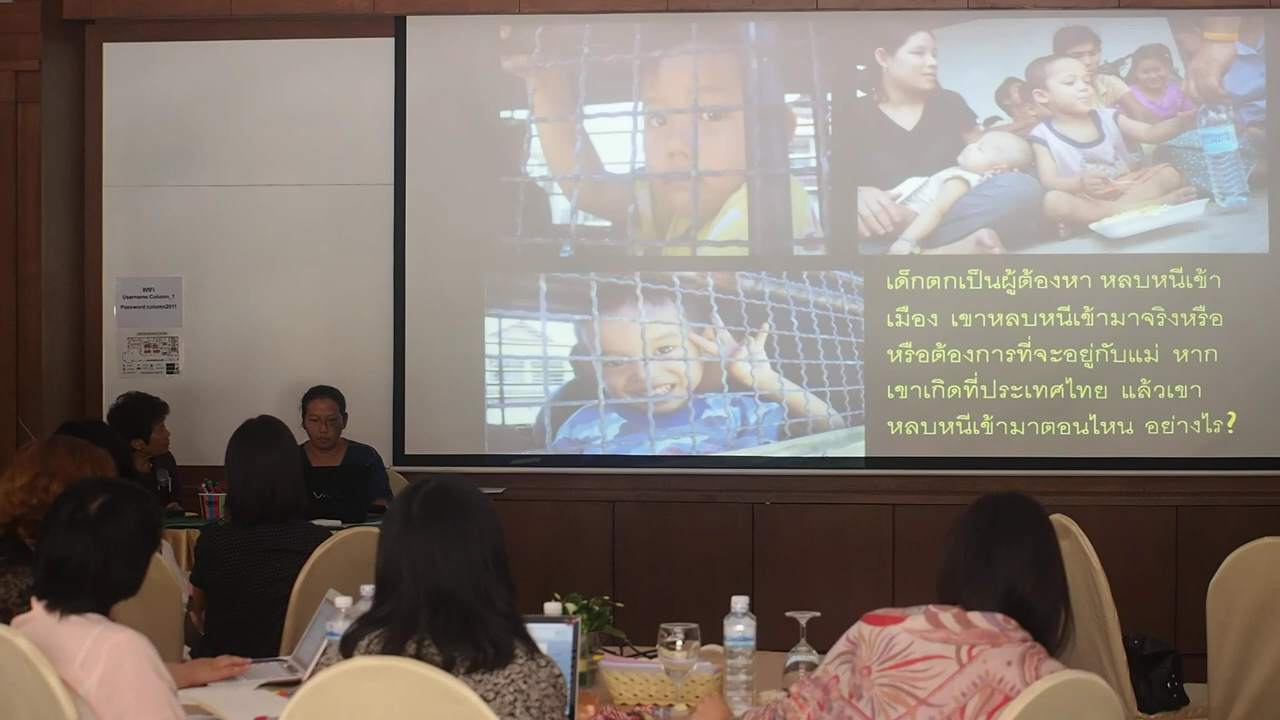 WIFI
Username:Column_1
Password:column2011
เด็กตกเป็นผู้ต้องหา หลบหนีเข้า
เมือง เขาหลบหนีเข้ามาจริงหรือ
หรือต้องการที่จะอยู่กับแม่ หาก
เขาเกิดที่ประเทศไทย แล้วเขา
หลบหนีเข้ามาตอนไหน อย่างไร?